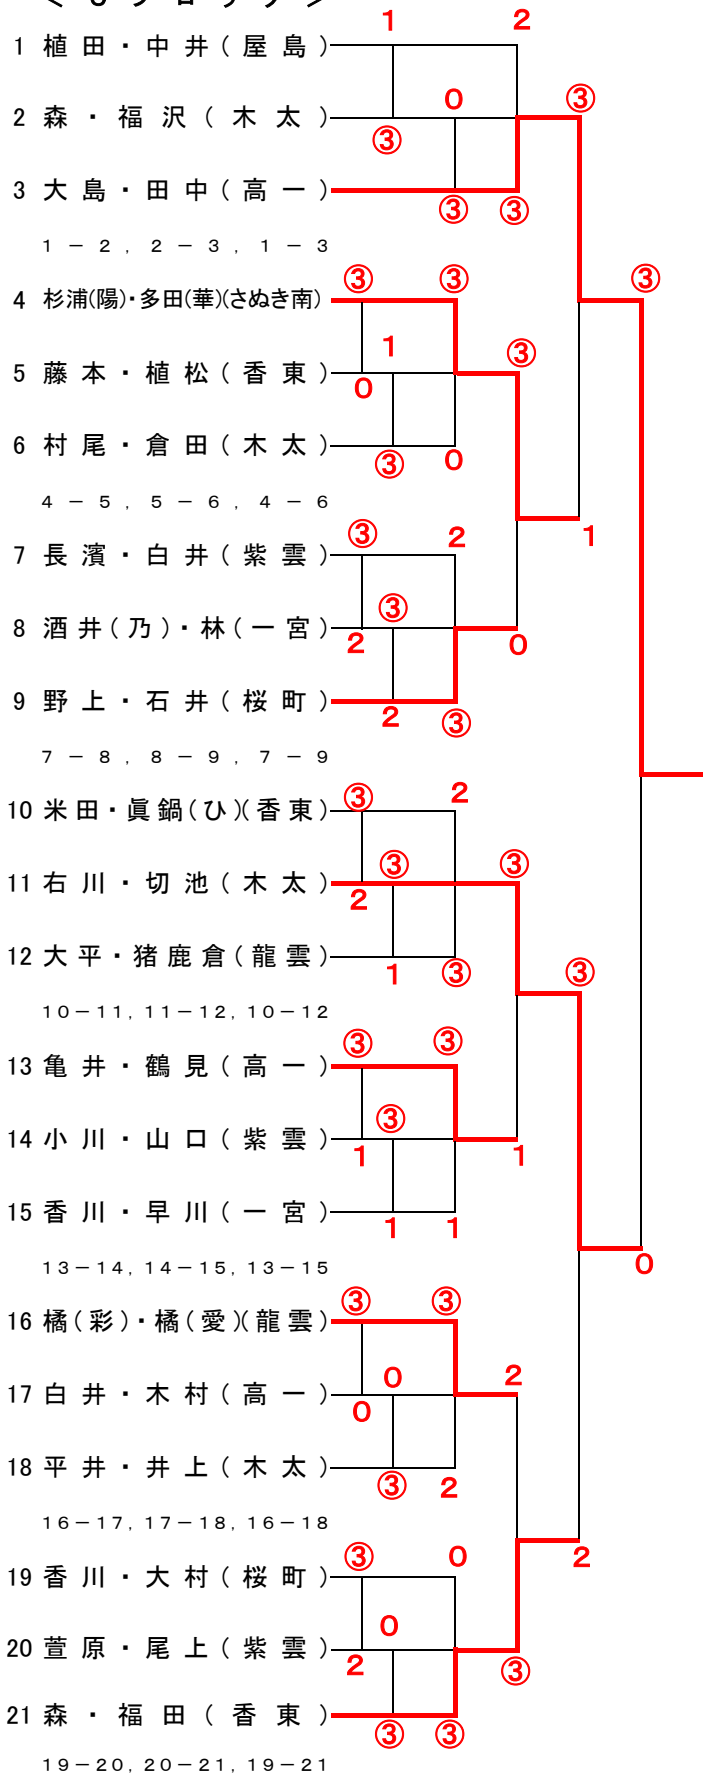 1 2
1 植田・中井(屋島)
0 ③
2 森・福沢(木太)
③
3 大島・田中(高一)
③ ③
1－2, 2－3, 1－3
③ ③ ③
4 杉浦(陽)・多田(華)(さぬき南)
1 ③
5 藤本・植松(香東)
0
6 村尾・倉田(木太)
③ 0
4－5, 5－6, 4－6
③ 2 1
7 長濱・白井(紫雲)
③
8 酒井(乃)・林(一宮)
2 0
9 野上・石井(桜町)
2 ③
7－8, 8－9, 7－9
③ 2
10 米田・眞鍋(ひ)(香東)
③ ③
11 右川・切池(木太)
2
12 大平・猪鹿倉(龍雲)
1 ③ ③
10－11, 11－12, 10－12
③ ③
13 亀井・鶴見(高一)
③
14 小川・山口(紫雲)
1 1
15 香川・早川(一宮)
1 1
13－14, 14－15, 13－15
0
③ ③
16 橘(彩)・橘(愛)(龍雲)
0 2
17 白井・木村(高一)
0
18 平井・井上(木太)
③ 2
16－17, 17－18, 16－18
③ 0 2
19 香川・大村(桜町)
0
20 萱原・尾上(紫雲)
2 ③
21 森・福田(香東)
③ ③
19－20, 20－21, 19－21